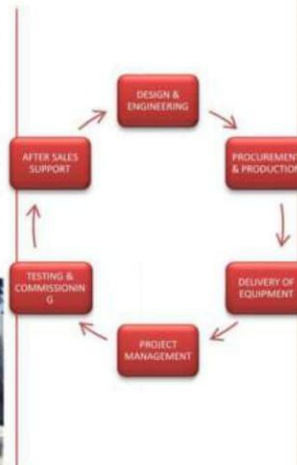 DESIGN &
ENGINEERING
AFTER SALES
SUPPORT
PROCUREMENT
& PRODUCTION
TESTING &
COMMISSIONIN
G
DELIVERY OF
EQUIPMENT
PROJECT
MANAGEMENT